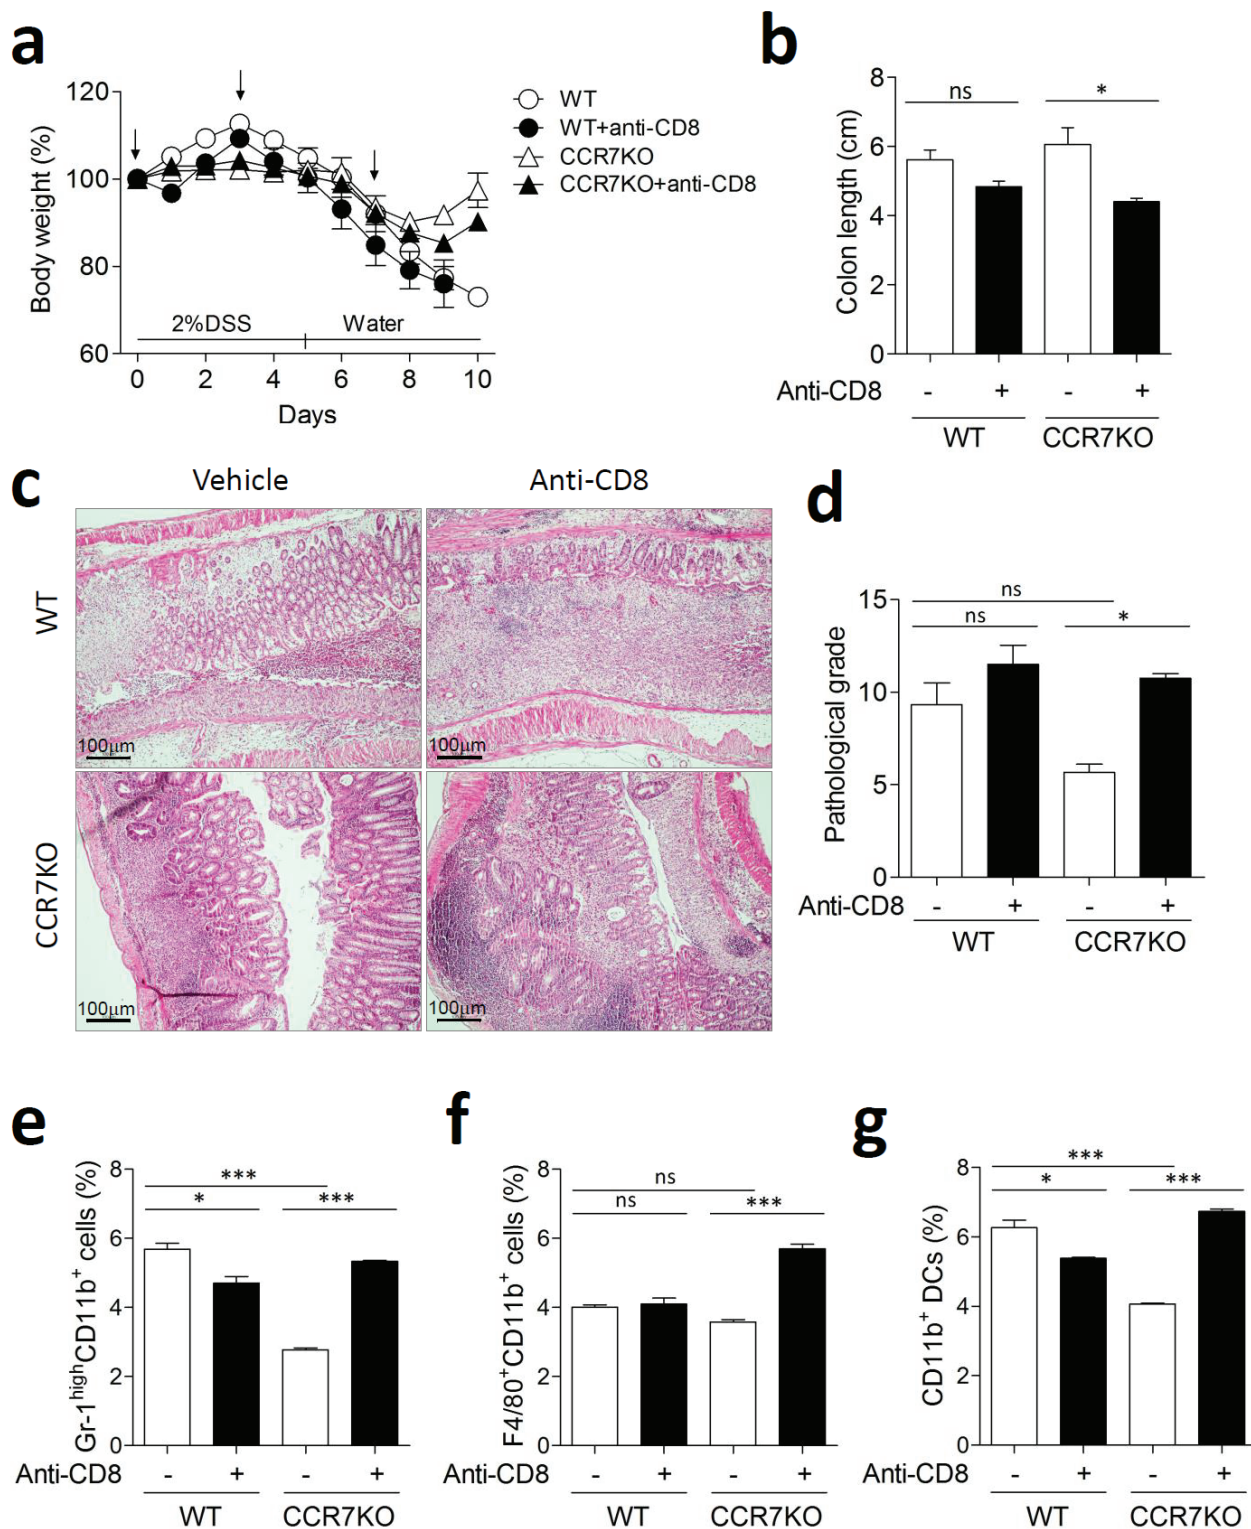 a
120
100
80
60
Body weight (%)
2%DSS
Water
0
2
4
6
8
10
Days
WT
WT+anti-CD8
CCR7KO
CCR7KO+anti-CD8
b
8
6
4
2
0
Colon length (cm)
ns
*
Anti-CD8
-
+
-
+
WT
CCR7KO
c
Vehicle
Anti-CD8
WT
CCR7KO
100μm
100μm
100μm
100μm
d
15
10
5
0
Pathological grade
ns
ns
*
Anti-CD8
-
+
-
+
WT
CCR7KO
e
8
6
4
2
0
Gr-1highCD11b+ cells (%)
***
*
***
Anti-CD8
-
+
-
+
WT
CCR7KO
f
8
6
4
2
0
F4/80+CD11b+ cells (%)
ns
ns
***
-
+
-
+
WT
CCR7KO
g
8
6
4
2
0
CD11b+ DCs (%)
***
*
***
Anti-CD8
-
+
-
+
WT
CCR7KO